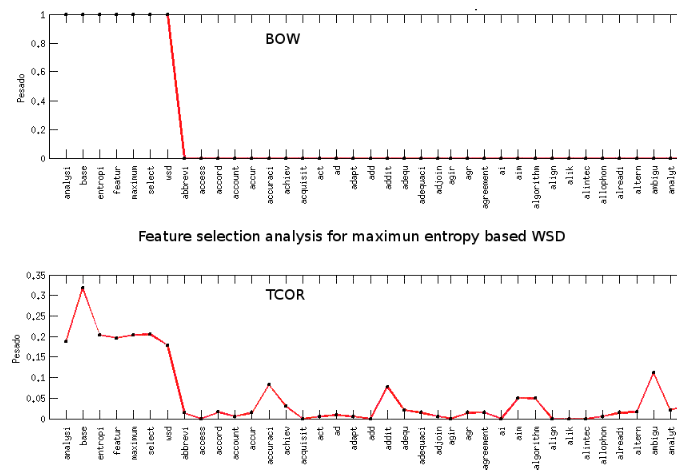 BOW
Pesado
1
0.8
0.6
0.4
0.2
0
analysi base entropi featur maximum select wsd abbrevi access accord account accur accuraci achiev acquisit act ad adapt add addit adequ adequaci adjoin agir agr agreement ai aim algorithm align alik alintec allophon alreadi altern ambigu analyt
Feature selection analysis for maximun entropy based WSD
TCOR
Pesado
0.35
0.3
0.25
0.2
0.15
0.1
0.05
0
analysi base entropi featur maximum select wsd abbrevi access accord account accur accuraci achiev acquisit act ad adapt add addit adequ adequaci adjoin agir agr agreement ai aim algorithm align alik alintec allophon alreadi altern ambigu analyt